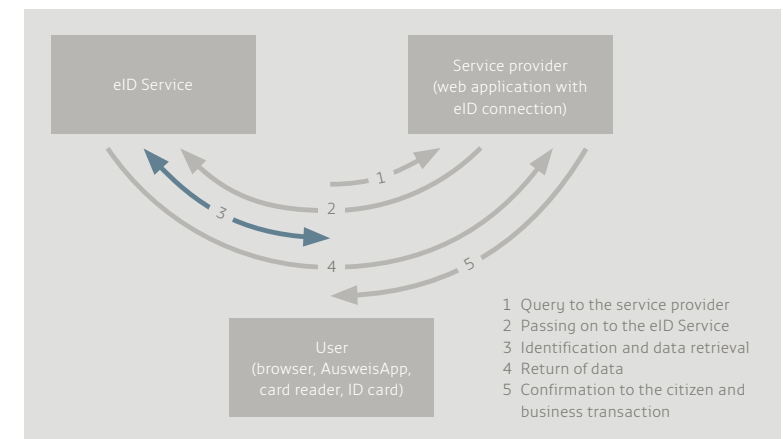 eID Service
Service provider
(web application with
eID connection)
1
2
3
4
5
User
(browser, AusweisApp,
card reader, ID card)
1 Query to the service provider
2 Passing on to the eID Service
3 Identification and data retrieval
4 Return of data
5 Confirmation to the citizen and
business transaction